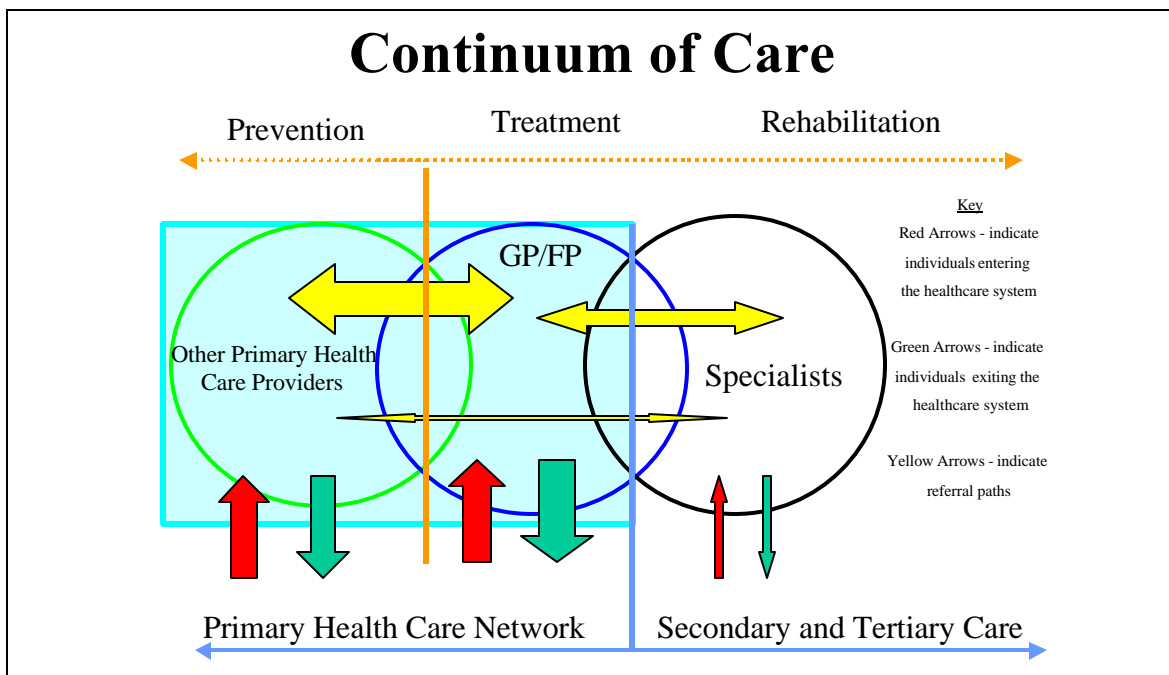 Continuum of Care
Prevention
Treatment
Rehabilitation
Key
Red Arrows - indicate
individuals entering
the healthcare system
Green Arrows - indicate
individuals exiting the
healthcare system
Yellow Arrows - indicate
referral paths
GP/FP
Other Primary Health
Care Providers
Specialists
Primary Health Care Network
Secondary and Tertiary Care